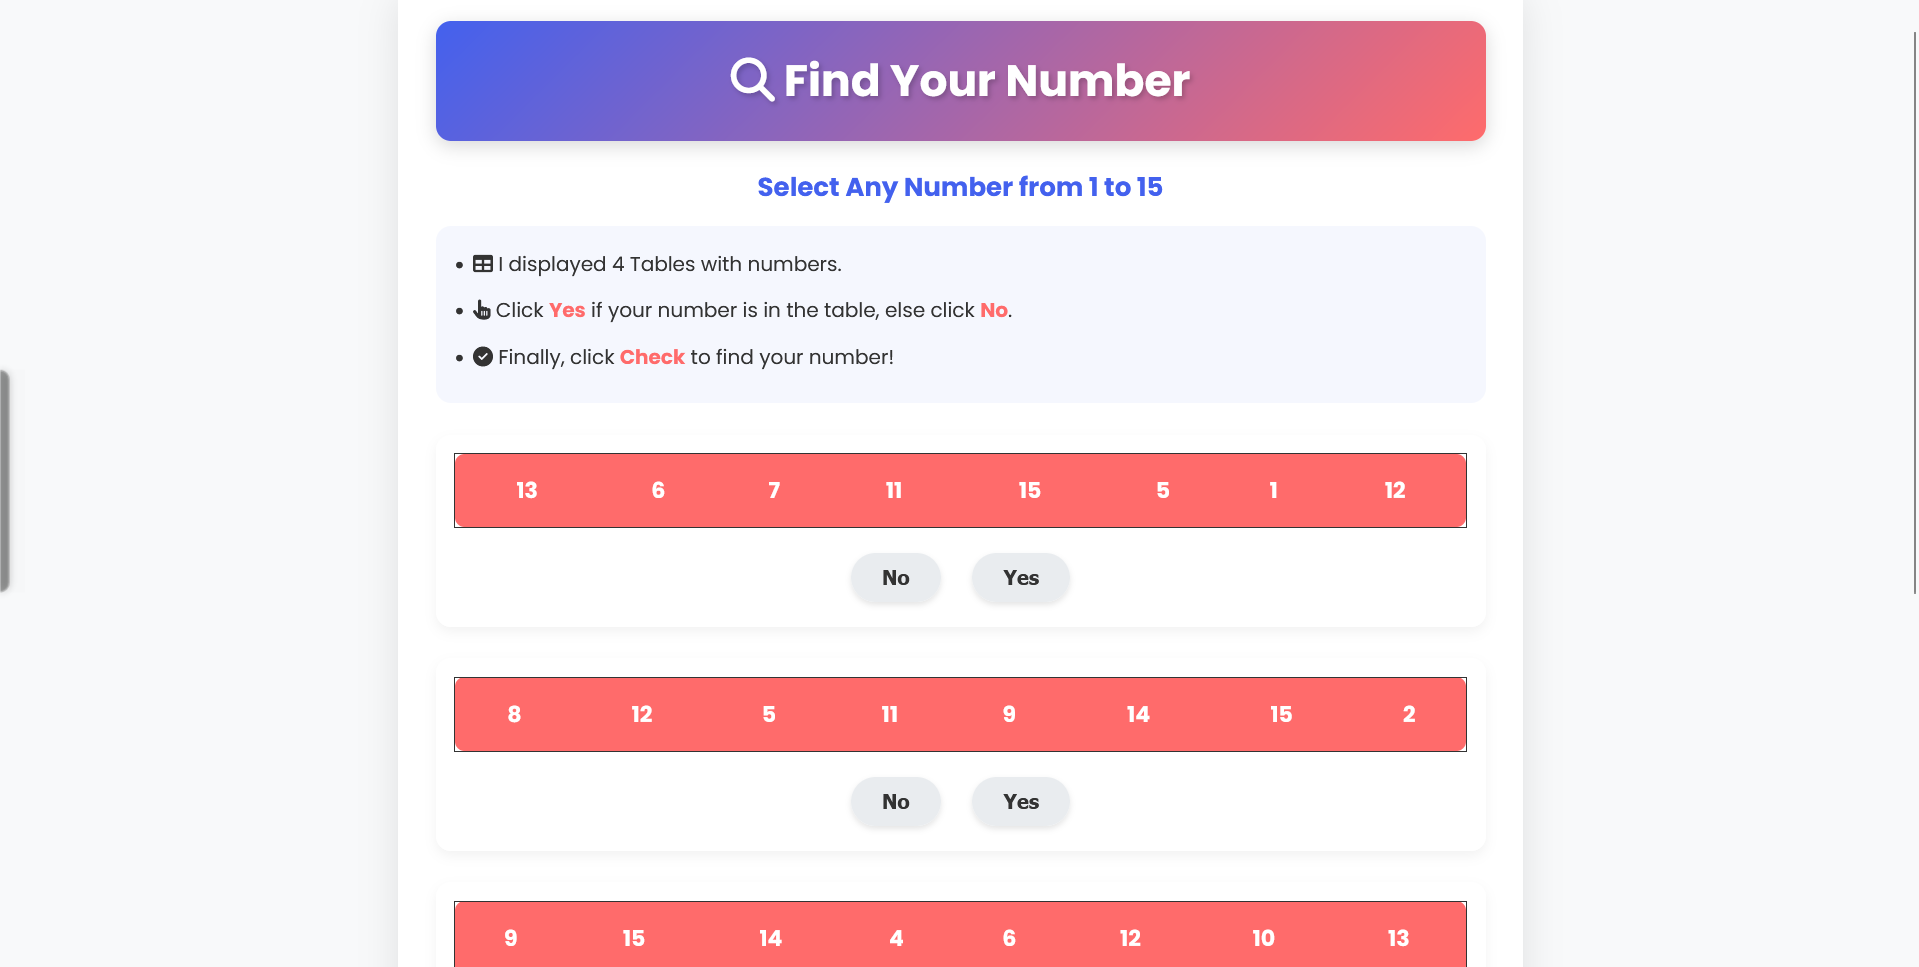 Find Your Number
Select Any Number from 1 to 15
I displayed 4 Tables with numbers.
Click Yes if your number is in the table, else click No.
Finally, click Check to find your number!
13 6 7 11 15 5 1 12
No Yes
8 12 5 11 9 14 15 2
No Yes
9 15 14 4 6 12 10 13